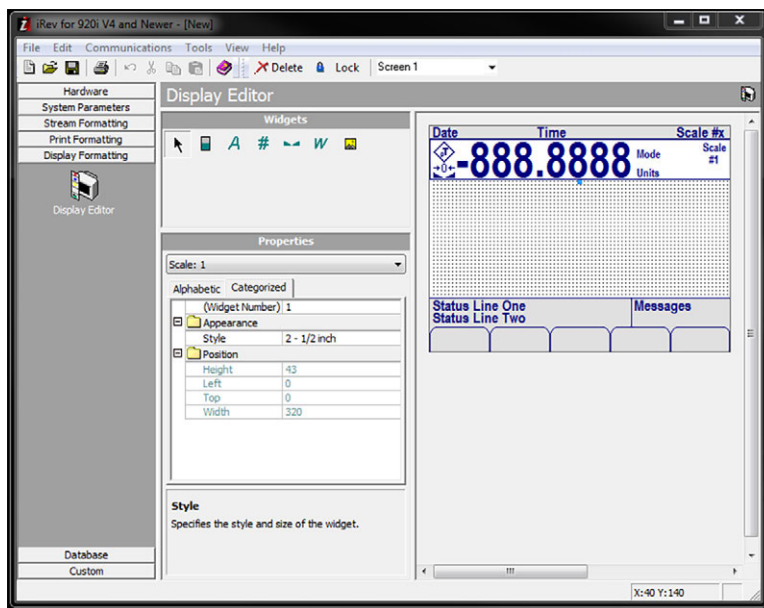 iRev for 920i V4 and Newer - [New]
File Edit Communications Tools View Help
Delete Lock Screen 1
Hardware
System Parameters
Stream Formatting
Print Formatting
Display Formatting
Display Editor
Database
Custom
Display Editor
Widgets
A # W
Properties
Scale: 1
Alphabetic Categorized
(Widget Number) 1
Appearance
Style 2 - 1/2 inch
Position
Height 43
Left 0
Top 0
Width 320
Style
Specifies the style and size of the widget.
Date Time Scale #x
-888.8888 Mode Scale
#1
→0← Units
Status Line One Messages
Status Line Two
X:40 Y:140